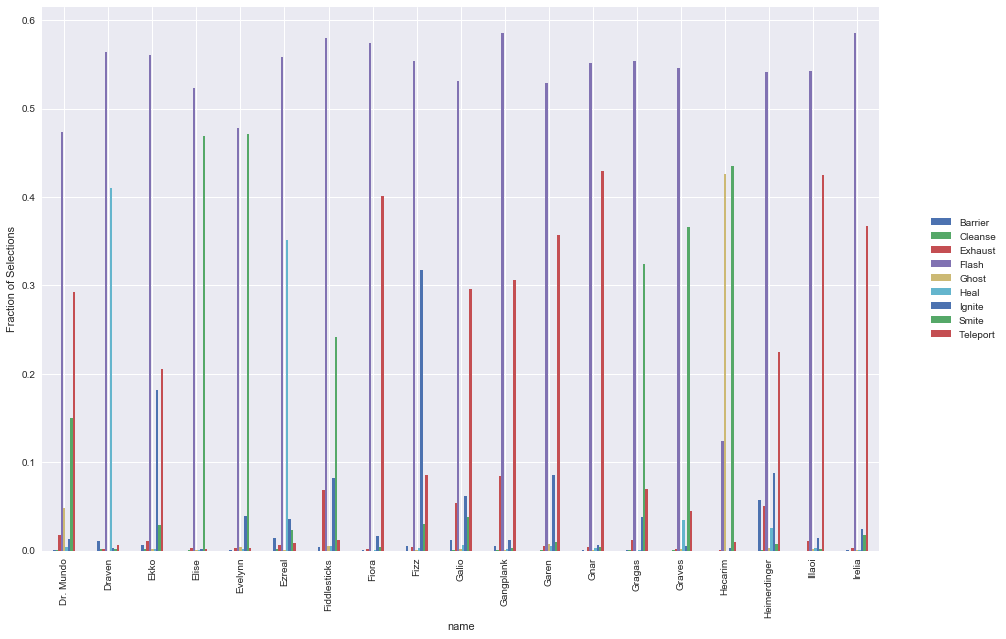 0.6
0.5
0.4
0.3
0.2
0.1
0.0
Fraction of Selections
Dr. Mundo
Draven
Ekko
Elise
Evelynn
Ezreal
Fiddlesticks
Fiora
Fizz
Galio
Gangplank
Garen
Gnar
Gragas
Graves
Hecarim
Heimerdinger
Illaoi
Irelia
name
Barrier
Cleanse
Exhaust
Flash
Ghost
Heal
Ignite
Smite
Teleport